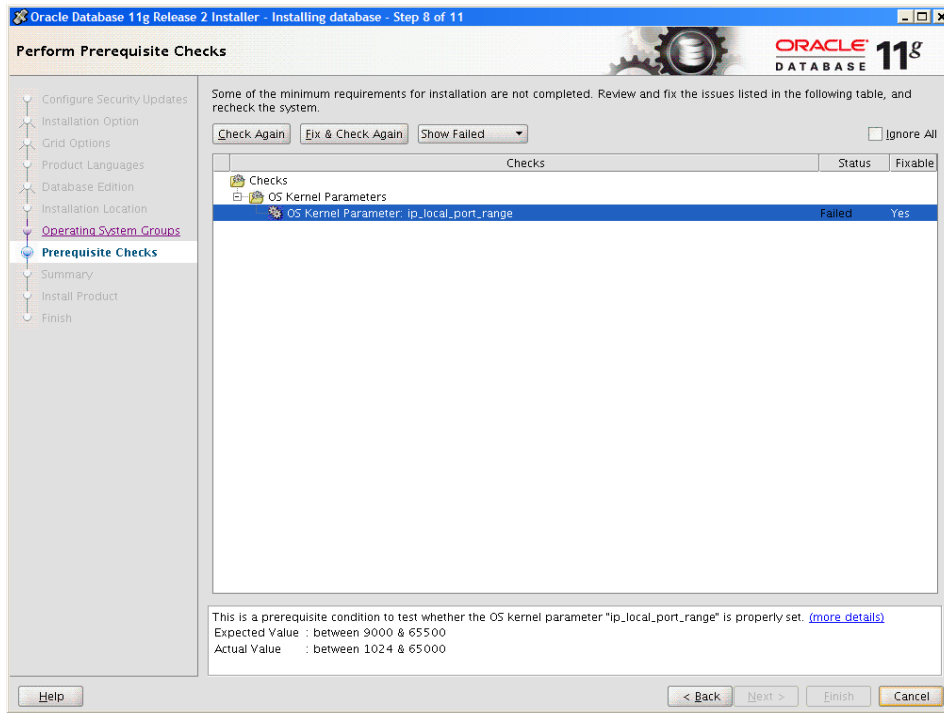 Oracle Database 11g Release 2 Installer - Installing database - Step 8 of 11
Perform Prerequisite Checks
ORACLE DATABASE 11g
Configure Security Updates
Installation Option
Grid Options
Product Languages
Database Edition
Installation Location
Operating System Groups
Prerequisite Checks
Summary
Install Product
Finish
Some of the minimum requirements for installation are not completed. Review and fix the issues listed in the following table, and
recheck the system.
Check Again Fix & Check Again Show Failed Ignore All
Checks Status Fixable
Checks
OS Kernel Parameters
OS Kernel Parameter: ip_local_port_range Failed Yes
This is a prerequisite condition to test whether the OS kernel parameter "ip_local_port_range" is properly set. (more details)
Expected Value : between 9000 & 65500
Actual Value : between 1024 & 65000
Help < Back Next > Finish Cancel